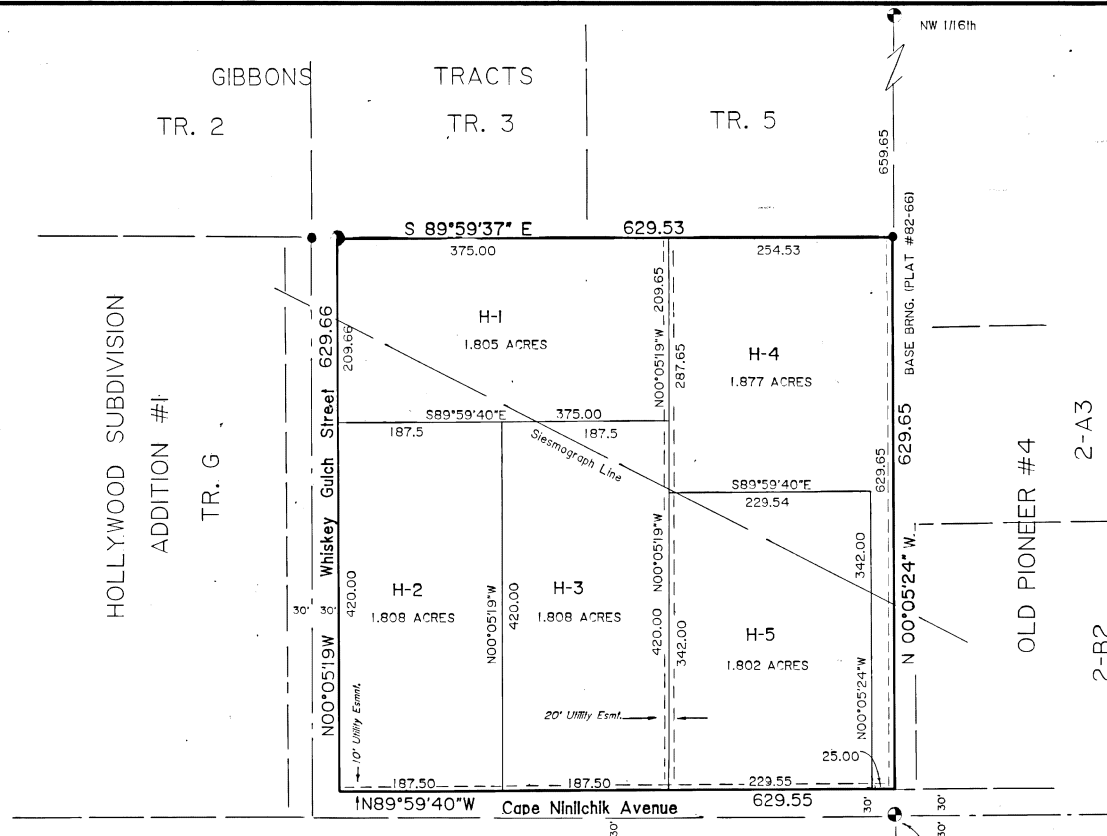 NW 1/16th
GIBBONS TRACTS
TR. 2
TR. 3
TR. 5
659.65
BASE BRNG. (PLAT #82-66)
S 89°59'37" E 629.53
375.00
254.53
629.66
209.66
H-1
1.805 ACRES
209.65
N00°05'19"W
287.65
H-4
1.877 ACRES
HOLLYWOOD SUBDIVISION
ADDITION #1
TR. G
Whiskey Gulch Street
S89°59'40"E 375.00
187.5
187.5
Siesmograph Line
S89°59'40"E
229.54
629.65
629.65
2-A3
OLD PIONEER #4
2-B2
30' 30'
420.00
H-2
1.808 ACRES
N00°05'19"W
420.00
H-3
1.808 ACRES
N00°05'19"W
420.00
342.00
342.00
H-5
1.802 ACRES
N00°05'24"W
N 00°05'24" W
N00°05'19W
10' Utility Esmnt.
20' Utility Esmt.
25.00
187.50
187.50
229.55
N89°59'40"W Cape Ninilchik Avenue 629.55
30'
30'
30'
30'